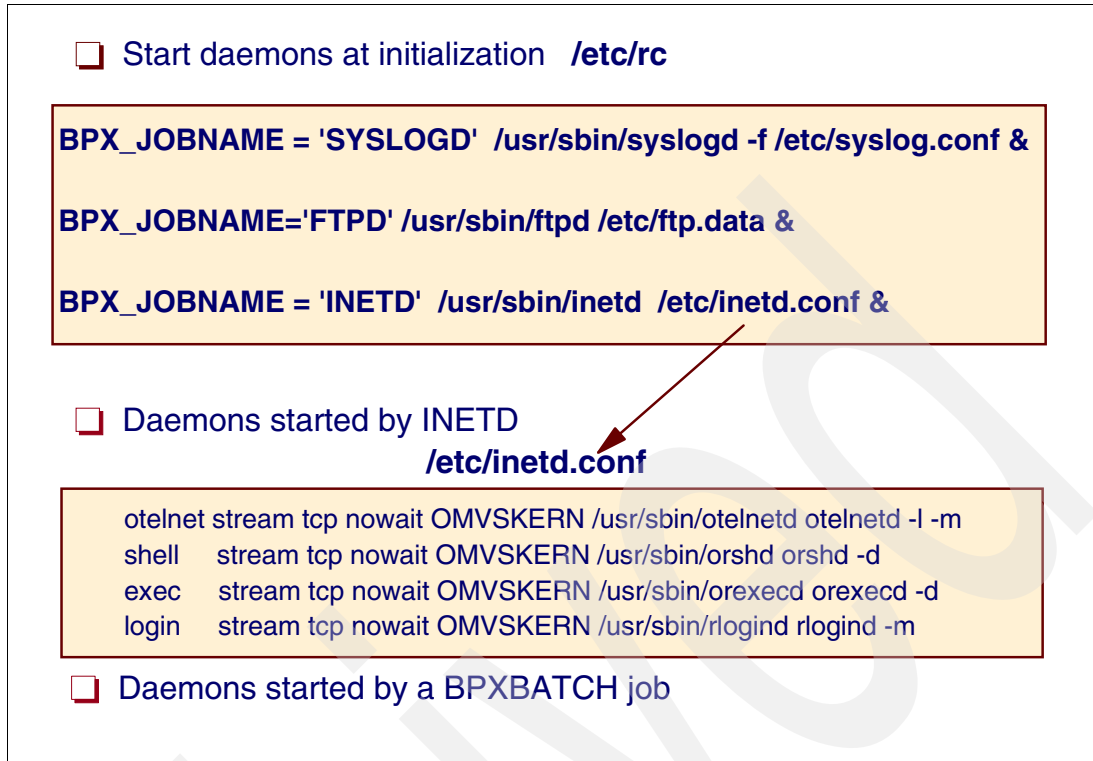 Start daemons at initialization /etc/rc
BPX_JOBNAME = 'SYSLOGD' /usr/sbin/syslogd -f /etc/syslog.conf &
BPX_JOBNAME='FTPD' /usr/sbin/ftpd /etc/ftp.data &
BPX_JOBNAME = 'INETD' /usr/sbin/inetd /etc/inetd.conf &
Daemons started by INETD
/etc/inetd.conf
otelnet stream tcp nowait OMVSKERN /usr/sbin/otelnetd otelnetd -l -m
shell stream tcp nowait OMVSKERN /usr/sbin/orshd orshd -d
exec stream tcp nowait OMVSKERN /usr/sbin/orexecd orexecd -d
login stream tcp nowait OMVSKERN /usr/sbin/rlogind rlogind -m
Daemons started by a BPXBATCH job